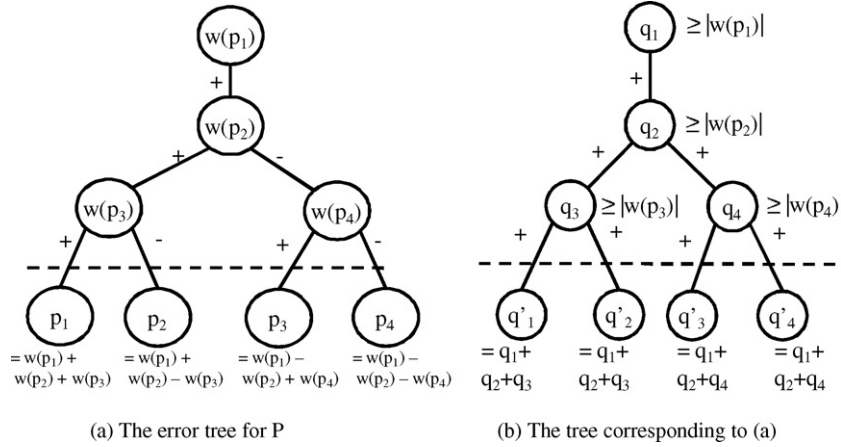 w(p1)
+
w(p2)
+ -
w(p3) w(p4)
+ - + -
p1 p2 p3 p4
= w(p1) + = w(p1) + = w(p1) – = w(p1) –
w(p2) + w(p3) w(p2) – w(p3) w(p2) + w(p4) w(p2) – w(p4)
(a) The error tree for P
q1 ≥ |w(p1)|
+
q2 ≥ |w(p2)|
+ +
q3 ≥ |w(p3)| q4 ≥ |w(p4)
+ + + +
q'1 q'2 q'3 q'4
= q1+ = q1+ = q1+ = q1+
q2+q3 q2+q3 q2+q4 q2+q4
(b) The tree corresponding to (a)